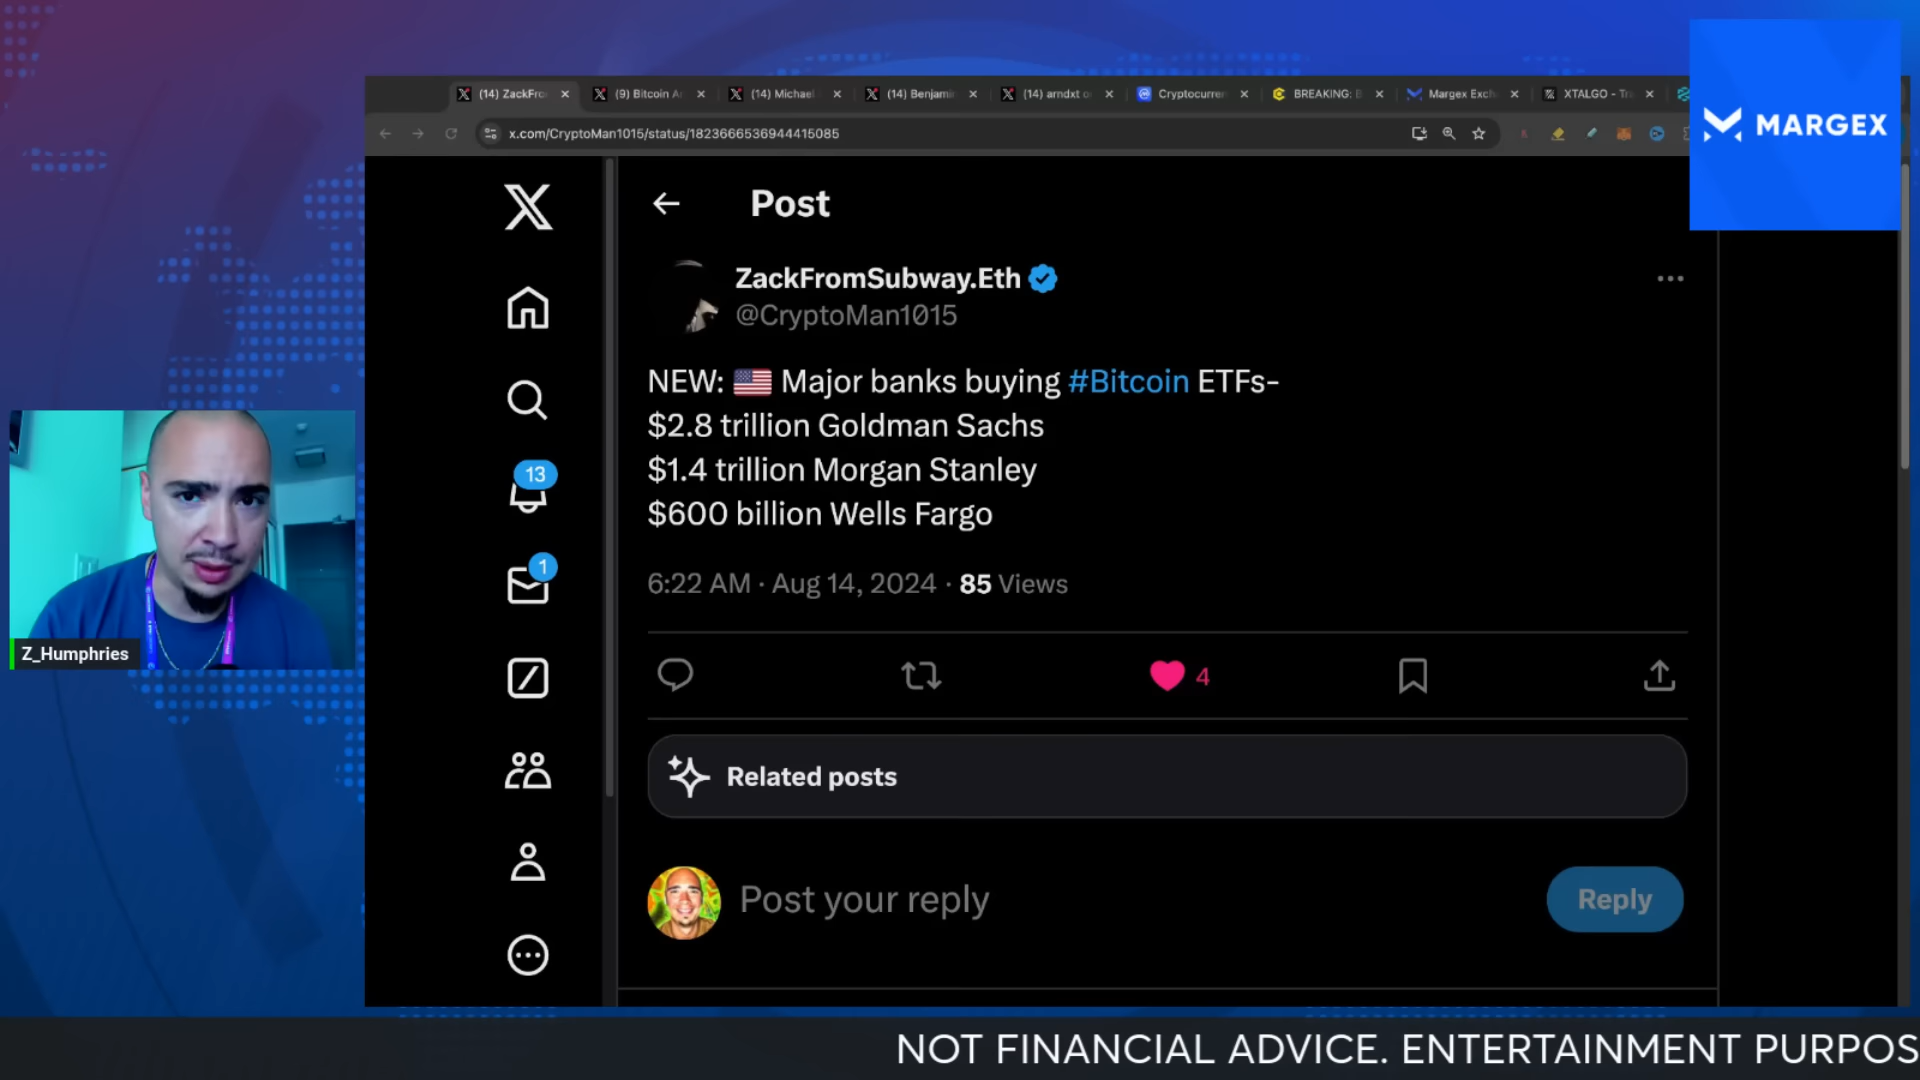 (14) ZackFro
(9) Bitcoin A
(14) Michael
(14) Benjami
(14) arndxt o
Cryptocurre
BREAKING: B
Margex Exch
XTALGO - Tra
x.com/CryptoMan1015/status/1823666536944415085
MARGEX
Post
ZackFromSubway.Eth
@CryptoMan1015
NEW: 🇺🇸 Major banks buying #Bitcoin ETFs-
$2.8 trillion Goldman Sachs
$1.4 trillion Morgan Stanley
$600 billion Wells Fargo
6:22 AM · Aug 14, 2024 · 85 Views
13
1
4
Related posts
Post your reply
Reply
Z_Humphries
NOT FINANCIAL ADVICE. ENTERTAINMENT PURPOS